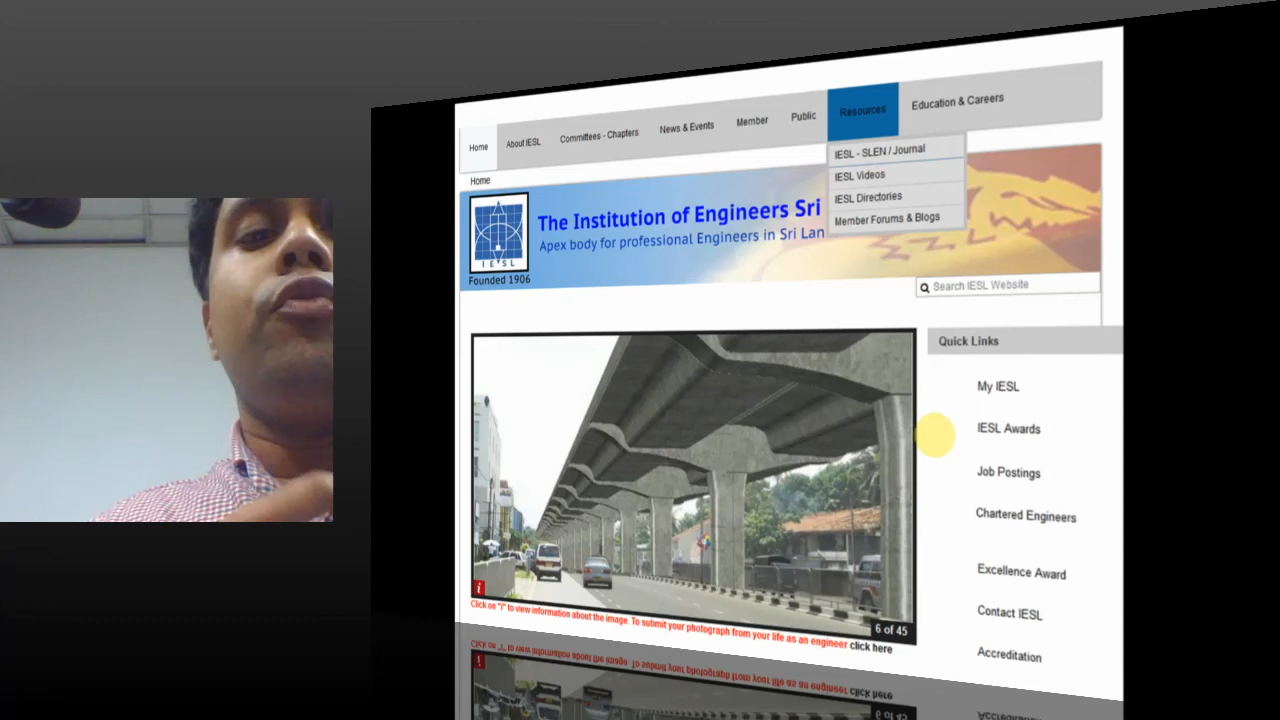 Home About IESL Committees - Chapters News & Events Member Public Resources Education & Careers
IESL - SLEN / Journal
IESL Videos
IESL Directories
Member Forums & Blogs
Home
IESL
Founded 1906
The Institution of Engineers Sri
Apex body for professional Engineers in Sri Lan
Search IESL Website
Quick Links
My IESL
IESL Awards
Job Postings
Chartered Engineers
Excellence Award
Contact IESL
Accreditation
i
6 of 45
Click on "i" to view information about the image. To submit your photograph from your life as an engineer click here